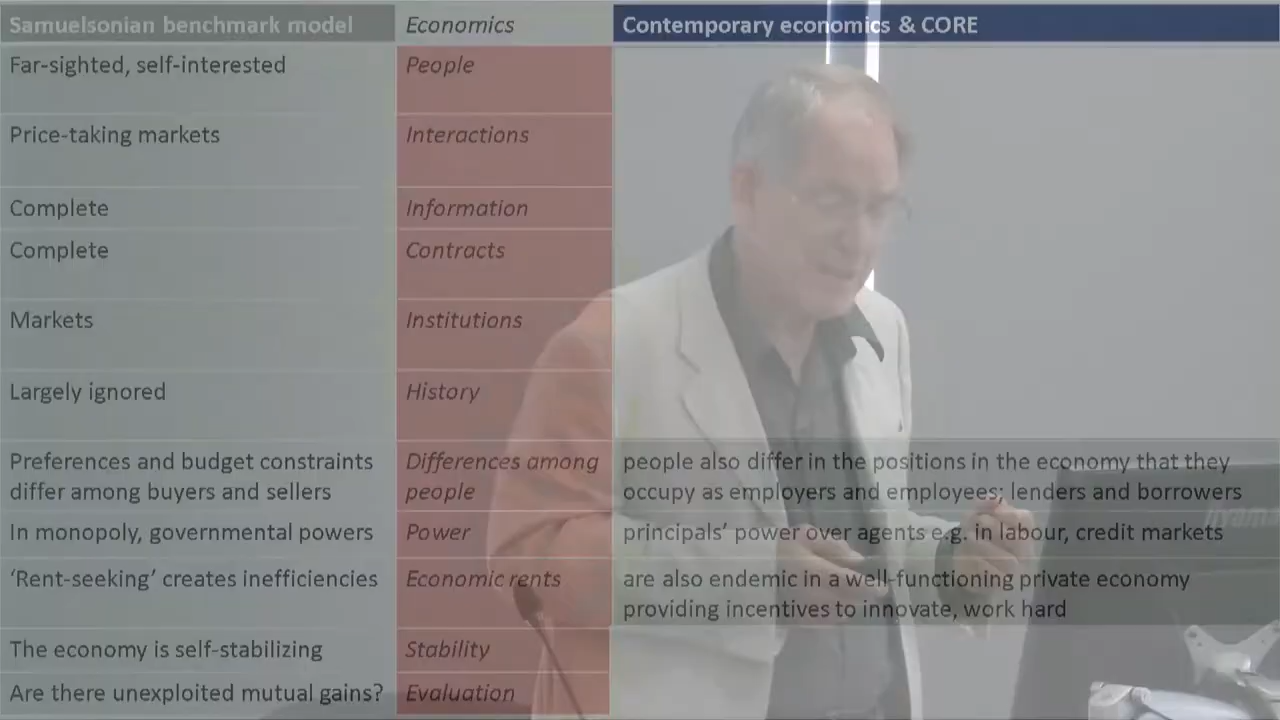 Samuelsonian benchmark model Economics Contemporary economics & CORE
Far-sighted, self-interested People
Price-taking markets Interactions
Complete Information
Complete Contracts
Markets Institutions
Largely ignored History
Preferences and budget constraints Differences among people also differ in the positions in the economy that they
differ among buyers and sellers people occupy as employers and employees; lenders and borrowers
In monopoly, governmental powers Power principals’ power over agents e.g. in labour, credit markets
‘Rent-seeking’ creates inefficiencies Economic rents are also endemic in a well-functioning private economy
providing incentives to innovate, work hard
The economy is self-stabilizing Stability
Are there unexploited mutual gains? Evaluation